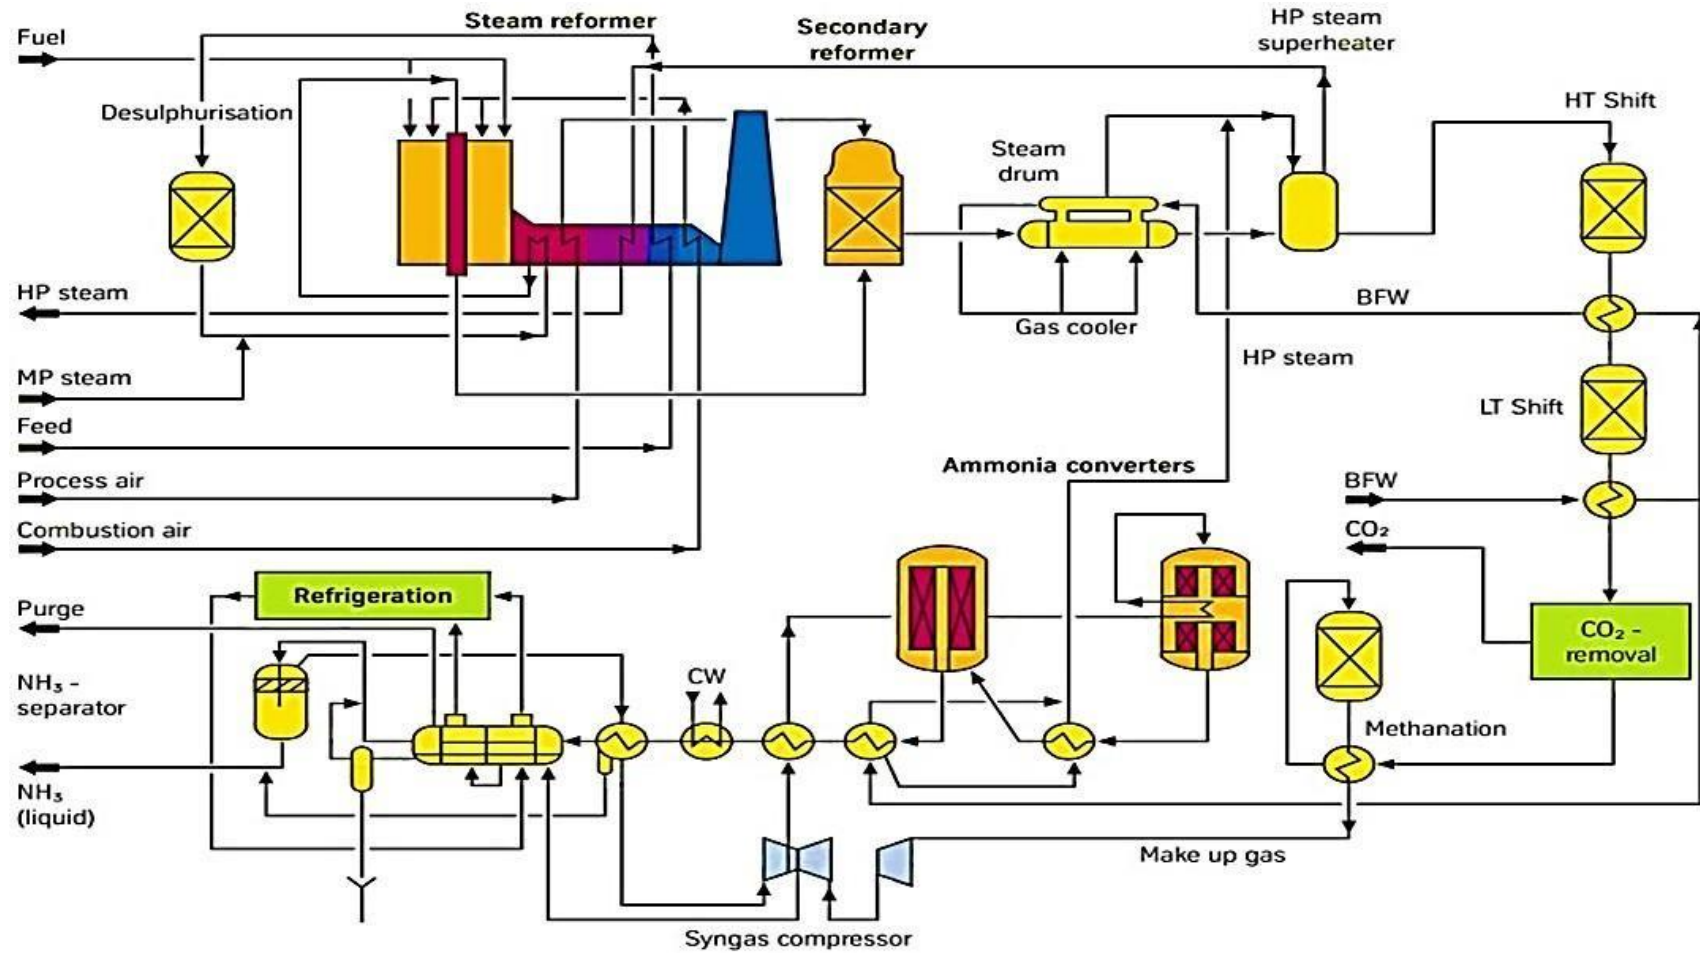 Steam reformer
Secondary
reformer
HP steam
superheater
Fuel
Desulphurisation
HT Shift
Steam
drum
HP steam
BFW
Gas cooler
HP steam
MP steam
LT Shift
Feed
Ammonia converters
Process air
BFW
Combustion air
CO₂
Refrigeration
Purge
CO₂ -
removal
NH₃ -
separator
CW
Methanation
NH₃
(liquid)
Make up gas
Syngas compressor